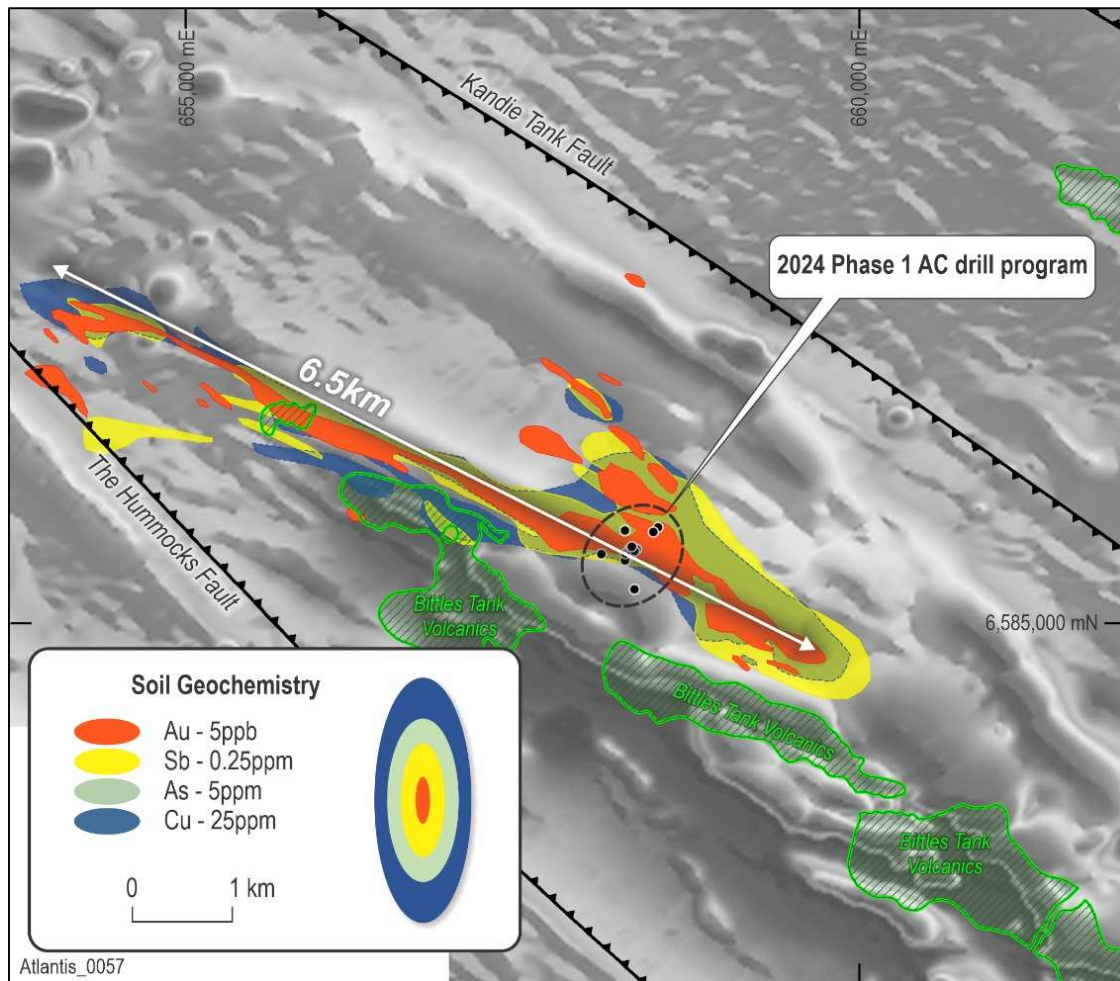 655,000 mE
660,000 mE
Kandie Tank Fault
2024 Phase 1 AC drill program
6.5km
The Hummocks Fault
Bittles Tank
Volcanics
6,585,000 mN
Bittles Tank Volcanics
Bittles Tank
Volcanics
Soil Geochemistry
Au - 5ppb
Sb - 0.25ppm
As - 5ppm
Cu - 25ppm
0 1 km
Atlantis_0057